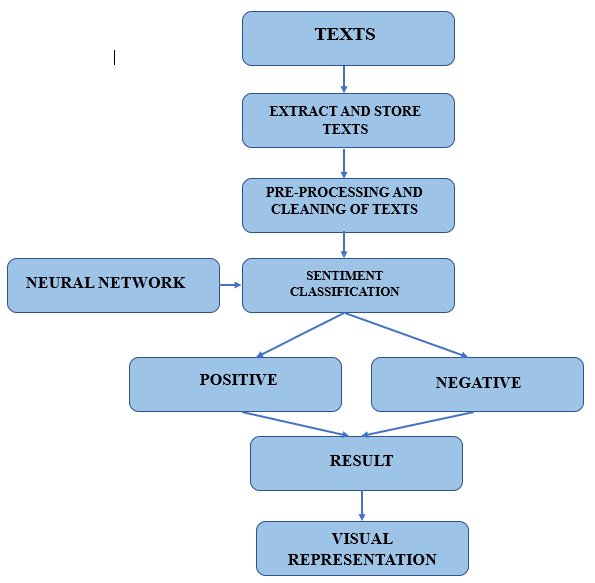 TEXTS
EXTRACT AND STORE
TEXTS
PRE-PROCESSING AND
CLEANING OF TEXTS
NEURAL NETWORK
SENTIMENT
CLASSIFICATION
POSITIVE
NEGATIVE
RESULT
VISUAL
REPRESENTATION